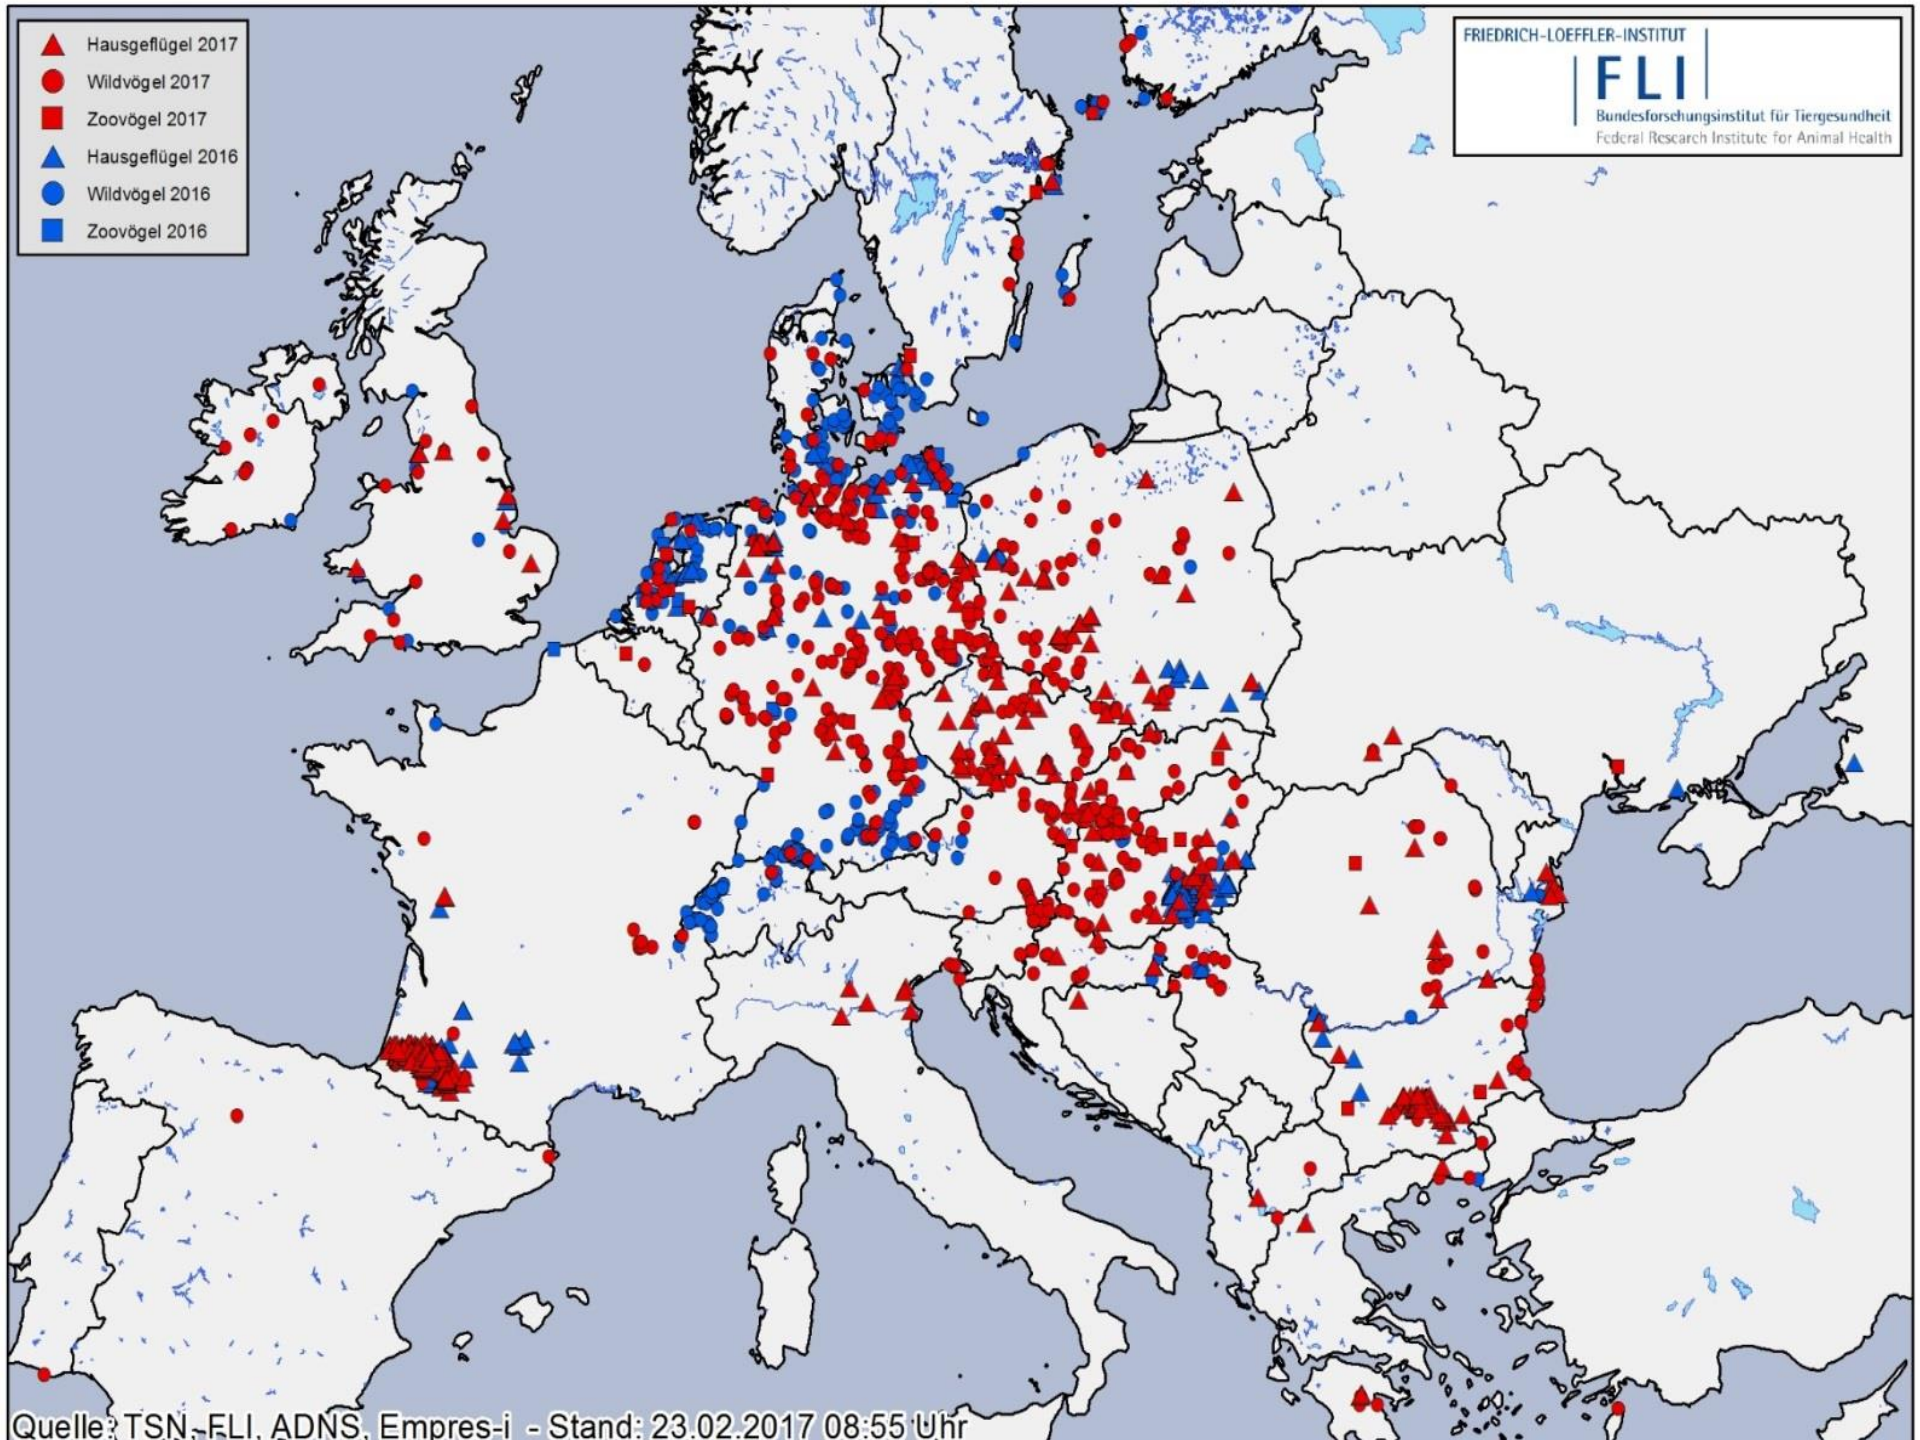 Hausgeflügel 2017
Wildvögel 2017
Zoovögel 2017
Hausgeflügel 2016
Wildvögel 2016
Zoovögel 2016
FRIEDRICH-LOEFFLER-INSTITUT
FLI
Bundesforschungsinstitut für Tiergesundheit
Federal Research Institute for Animal Health
Quelle: TSN, FLI, ADNS, Empres-i - Stand: 23.02.2017 08:55 Uhr